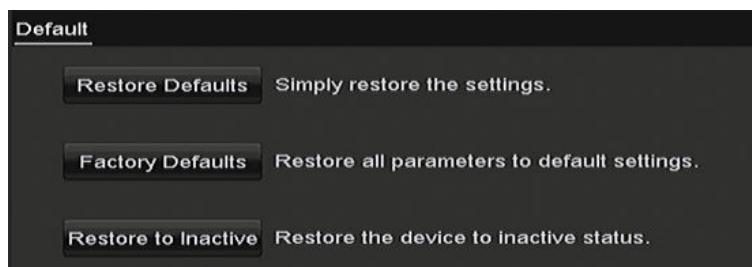 Default
Restore Defaults Simply restore the settings.
Factory Defaults Restore all parameters to default settings.
Restore to Inactive Restore the device to inactive status.